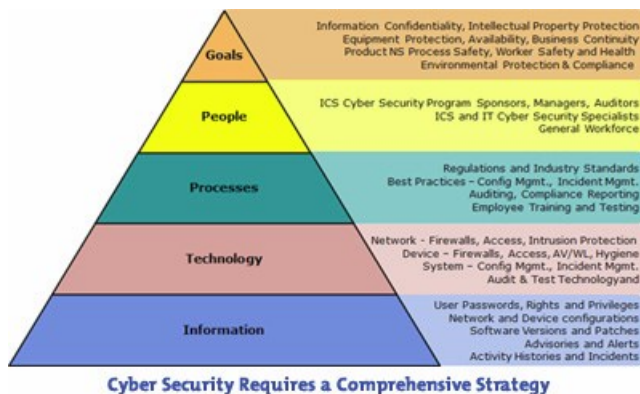 Goals
Information Confidentiality, Intellectual Property Protection
Equipment Protection, Availability, Business Continuity
Product NS Process Safety, Worker Safety and Health
Environmental Protection & Compliance
People
ICS Cyber Security Program Sponsors, Managers, Auditors
ICS and IT Cyber Security Specialists
General Workforce
Processes
Regulations and Industry Standards
Best Practices – Config Mgmt., Incident Mgmt.
Auditing, Compliance Reporting
Employee Training and Testing
Technology
Network - Firewalls, Access, Intrusion Protection
Device – Firewalls, Access, AV/WL, Hygiene
System – Config Mgmt., Incident Mgmt.
Audit & Test Technologyand
Information
User Passwords, Rights and Privileges
Network and Device configurations
Software Versions and Patches
Advisories and Alerts
Activity Histories and Incidents
Cyber Security Requires a Comprehensive Strategy